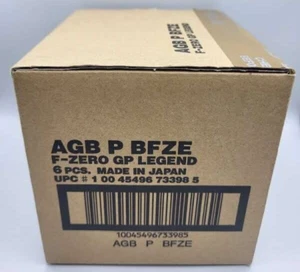 AGB P BFZE
F-ZERO GP LEGEND
AGB P BFZE
F-ZERO GP LEGEND
6 PCS. MADE IN JAPAN
UPC # 1 00 45496 73398 5
10045496733985
AGB P BFZE